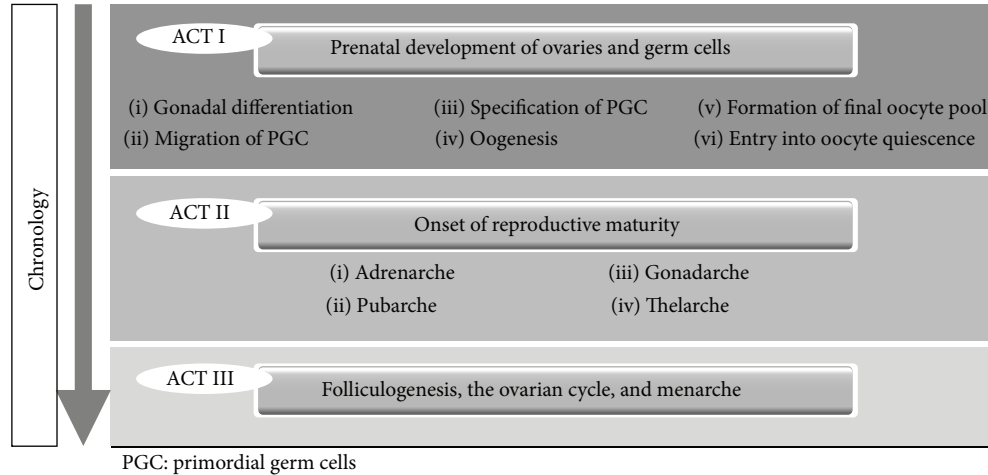 Chronology
ACT I
Prenatal development of ovaries and germ cells
(i) Gonadal differentiation
(ii) Migration of PGC
(iii) Specification of PGC
(iv) Oogenesis
(v) Formation of final oocyte pool
(vi) Entry into oocyte quiescence
ACT II
Onset of reproductive maturity
(i) Adrenarche
(ii) Pubarche
(iii) Gonadarche
(iv) Thelarche
ACT III
Folliculogenesis, the ovarian cycle, and menarche
PGC: primordial germ cells